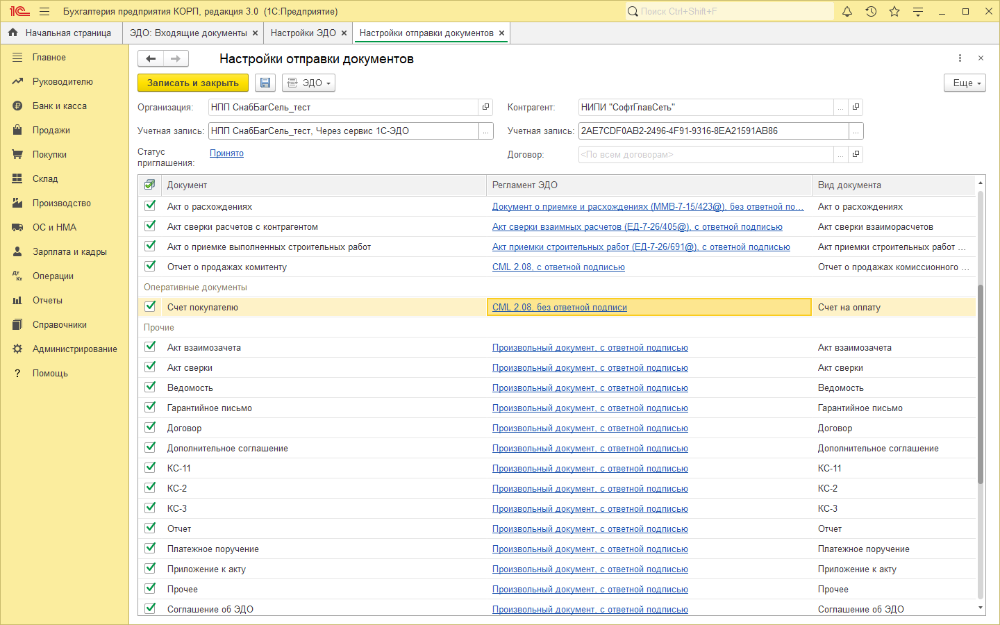 1С Бухгалтерия предприятия КОРП, редакция 3.0 (1С:Предприятие) Поиск Ctrl+Shift+F
Начальная страница ЭДО: Входящие документы × Настройки ЭДО × Настройки отправки документов ×
Главное
Руководителю
Банк и касса
Продажи
Покупки
Склад
Производство
ОС и НМА
Зарплата и кадры
Дт Кт Операции
Отчеты
Справочники
Администрирование
? Помощь
Настройки отправки документов
Записать и закрыть ЭДО Еще
Организация: НПП СнабБагСель_тест Контрагент: НИПИ "СофтГлавСеть" ...
Учетная запись: НПП СнабБагСель_тест, Через сервис 1С-ЭДО ... Учетная запись: 2AE7CDF0AB2-2496-4F91-9316-8EA21591AB86 ...
Статус приглашения: Принято Договор: <По всем договорам> ...
Документ Регламент ЭДО Вид документа
Акт о расхождениях Документ о приемке и расхождениях (ММВ-7-15/423@), без ответной по... Акт о расхождениях
Акт сверки расчетов с контрагентом Акт сверки взаимных расчетов (ЕД-7-26/405@), с ответной подписью Акт сверки взаиморасчетов
Акт о приемке выполненных строительных работ Акт приемки строительных работ (ЕД-7-26/691@), с ответной подписью Акт приемки строительных работ ...
Отчет о продажах комитенту CML 2.08, с ответной подписью Отчет о продажах комиссионного ...
Оперативные документы
Счет покупателю CML 2.08, без ответной подписи Счет на оплату
Прочие
Акт взаимозачета Произвольный документ, с ответной подписью Акт взаимозачета
Акт сверки Произвольный документ, с ответной подписью Акт сверки
Ведомость Произвольный документ, с ответной подписью Ведомость
Гарантийное письмо Произвольный документ, с ответной подписью Гарантийное письмо
Договор Произвольный документ, с ответной подписью Договор
Дополнительное соглашение Произвольный документ, с ответной подписью Дополнительное соглашение
КС-11 Произвольный документ, с ответной подписью КС-11
КС-2 Произвольный документ, с ответной подписью КС-2
КС-3 Произвольный документ, с ответной подписью КС-3
Отчет Произвольный документ, с ответной подписью Отчет
Платежное поручение Произвольный документ, с ответной подписью Платежное поручение
Приложение к акту Произвольный документ, с ответной подписью Приложение к акту
Прочее Произвольный документ, с ответной подписью Прочее
Соглашение об ЭДО Произвольный документ, с ответной подписью Соглашение об ЭДО